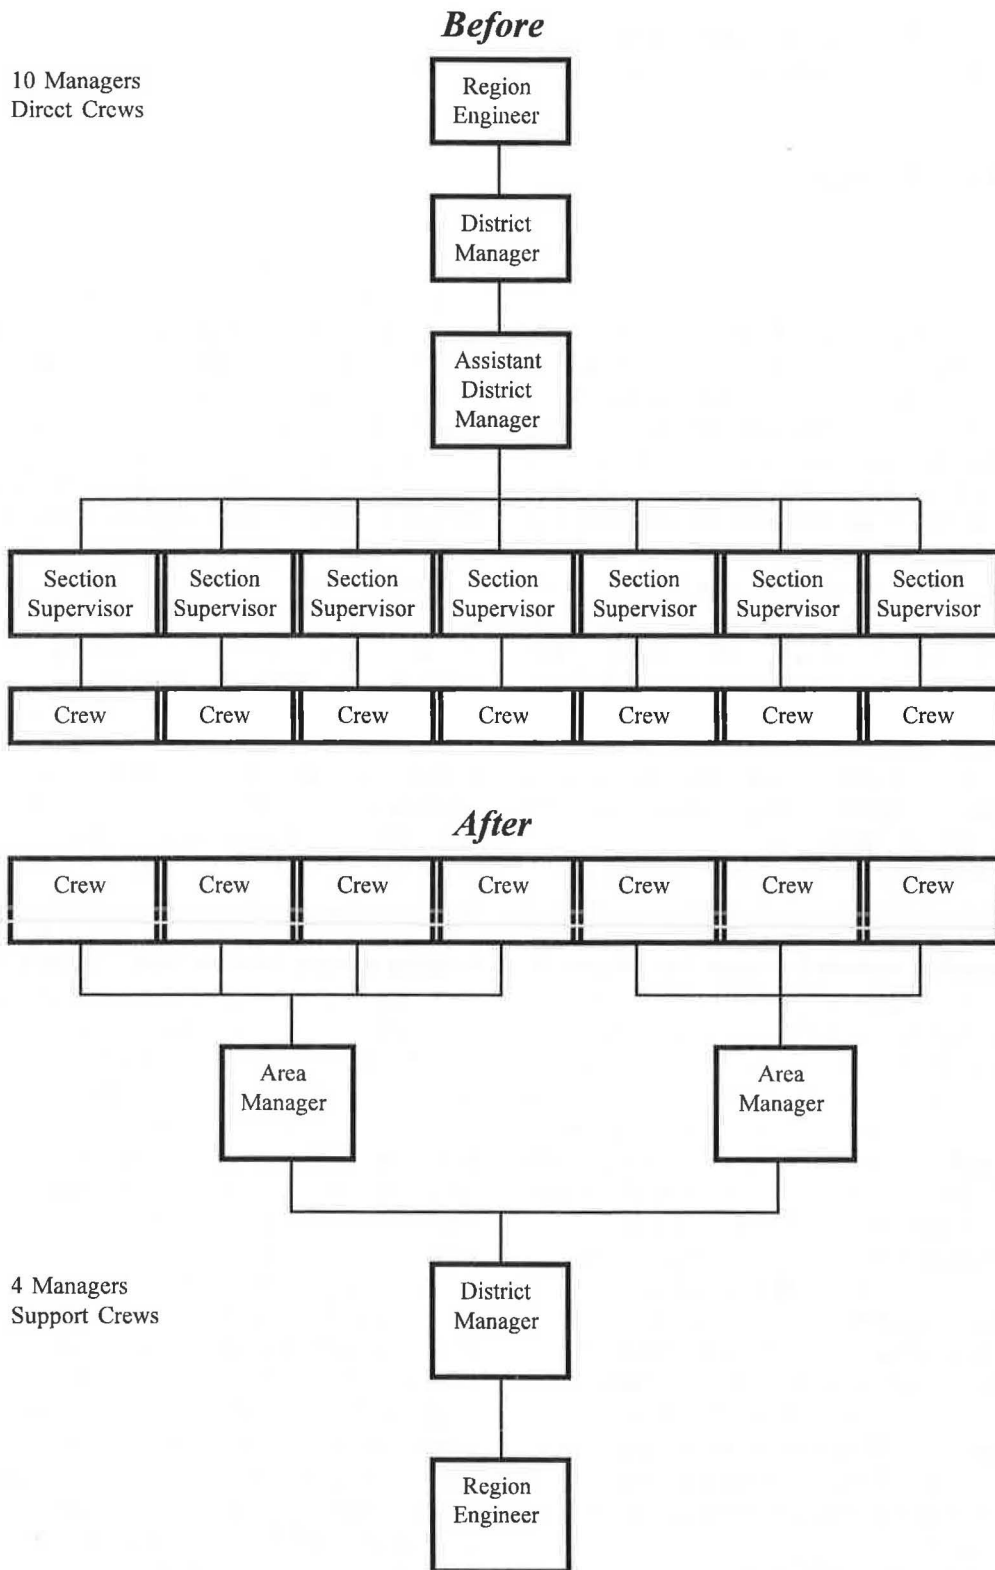 Before
10 Managers
Direct Crews
Region
Engineer
District
Manager
Assistant
District
Manager
Section
Supervisor
Section
Supervisor
Section
Supervisor
Section
Supervisor
Section
Supervisor
Section
Supervisor
Section
Supervisor
Crew
Crew
Crew
Crew
Crew
Crew
Crew
After
Crew
Crew
Crew
Crew
Crew
Crew
Crew
Area
Manager
Area
Manager
4 Managers
Support Crews
District
Manager
Region
Engineer